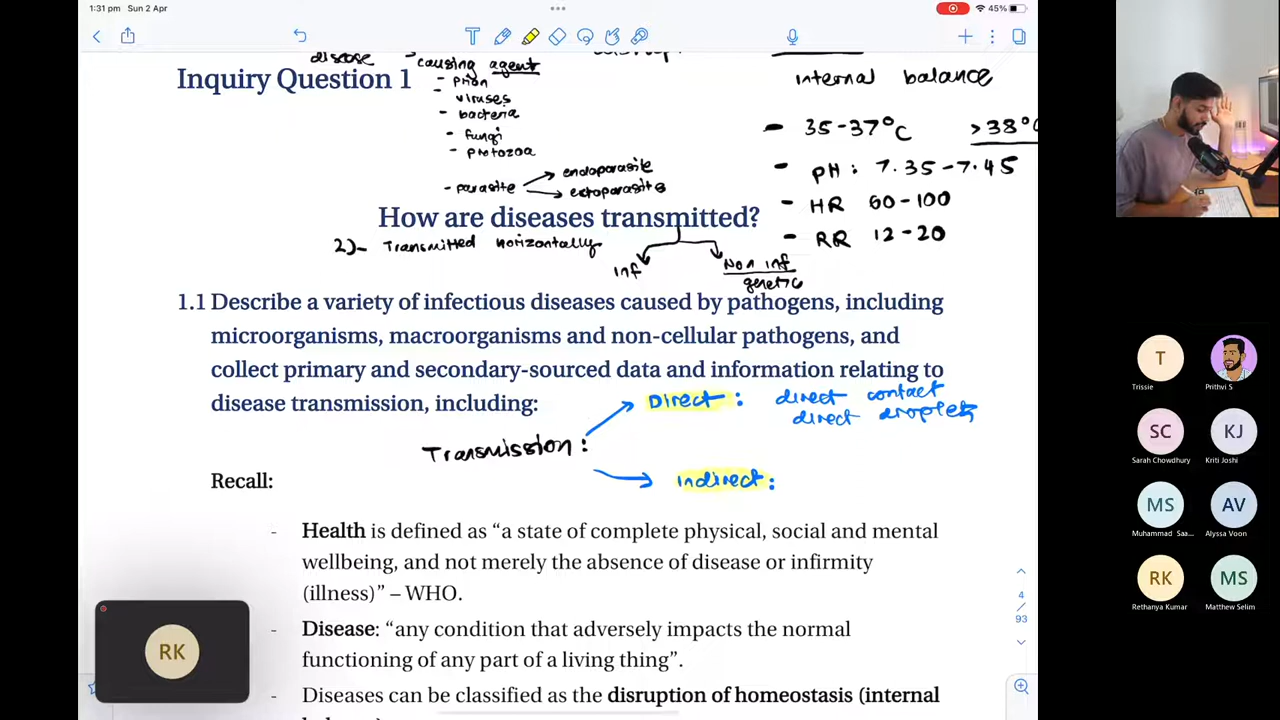 1:31 pm Sun 2 Apr
45%
disease causing agent
Inquiry Question 1
- Prion
- viruses
- bacteria
- fungi
- protozoa
- parasite
endoparasite
ectoparasite
internal balance
- 35-37°C >38°C
- PH: 7.35-7.45
- HR 60-100
- RR 12-20
How are diseases transmitted?
2)- Transmitted horizontally
Inf
Non inf
genetic
1.1 Describe a variety of infectious diseases caused by pathogens, including
microorganisms, macroorganisms and non-cellular pathogens, and
collect primary and secondary-sourced data and information relating to
disease transmission, including:
Direct: direct contact
direct droplets
Transmission:
indirect:
Recall:
- Health is defined as “a state of complete physical, social and mental
wellbeing, and not merely the absence of disease or infirmity
(illness)” – WHO.
- Disease: “any condition that adversely impacts the normal
functioning of any part of a living thing”.
- Diseases can be classified as the disruption of homeostasis (internal
4
/
93
RK
T
Trissie
Prithvi S
SC
Sarah Chowdhury
KJ
Kriti Joshi
MS
Muhammad Saa...
AV
Alyssa Voon
RK
Rethanya Kumar
MS
Matthew Selim